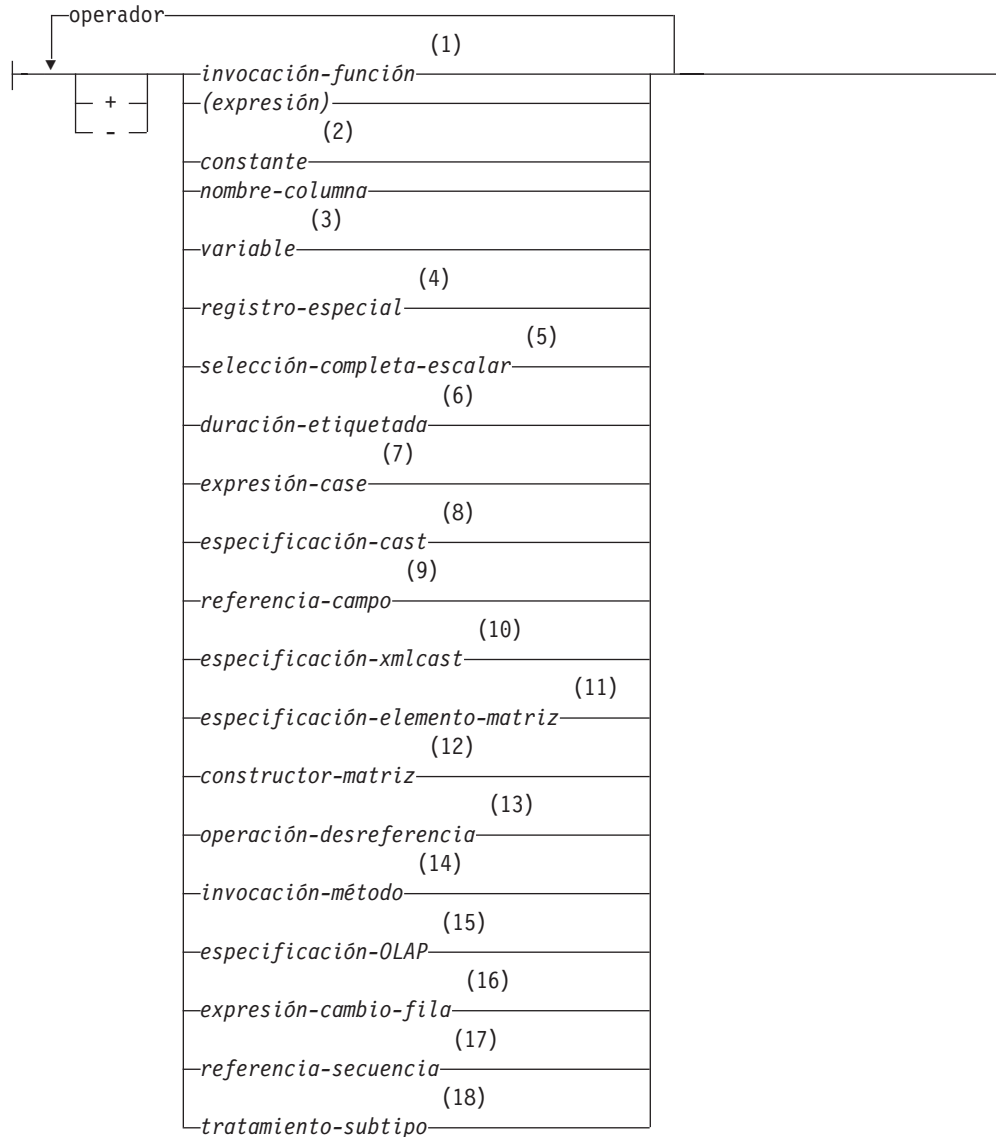 operador
(1)
invocación-función
+
(expresión)
-
(2)
constante
nombre-columna
(3)
variable
(4)
registro-especial
(5)
selección-completa-escalar
(6)
duración-etiquetada
(7)
expresión-case
(8)
especificación-cast
(9)
referencia-campo
(10)
especificación-xmlcast
(11)
especificación-elemento-matriz
(12)
constructor-matriz
(13)
operación-desreferencia
(14)
invocación-método
(15)
especificación-OLAP
(16)
expresión-cambio-fila
(17)
referencia-secuencia
(18)
tratamiento-subtipo